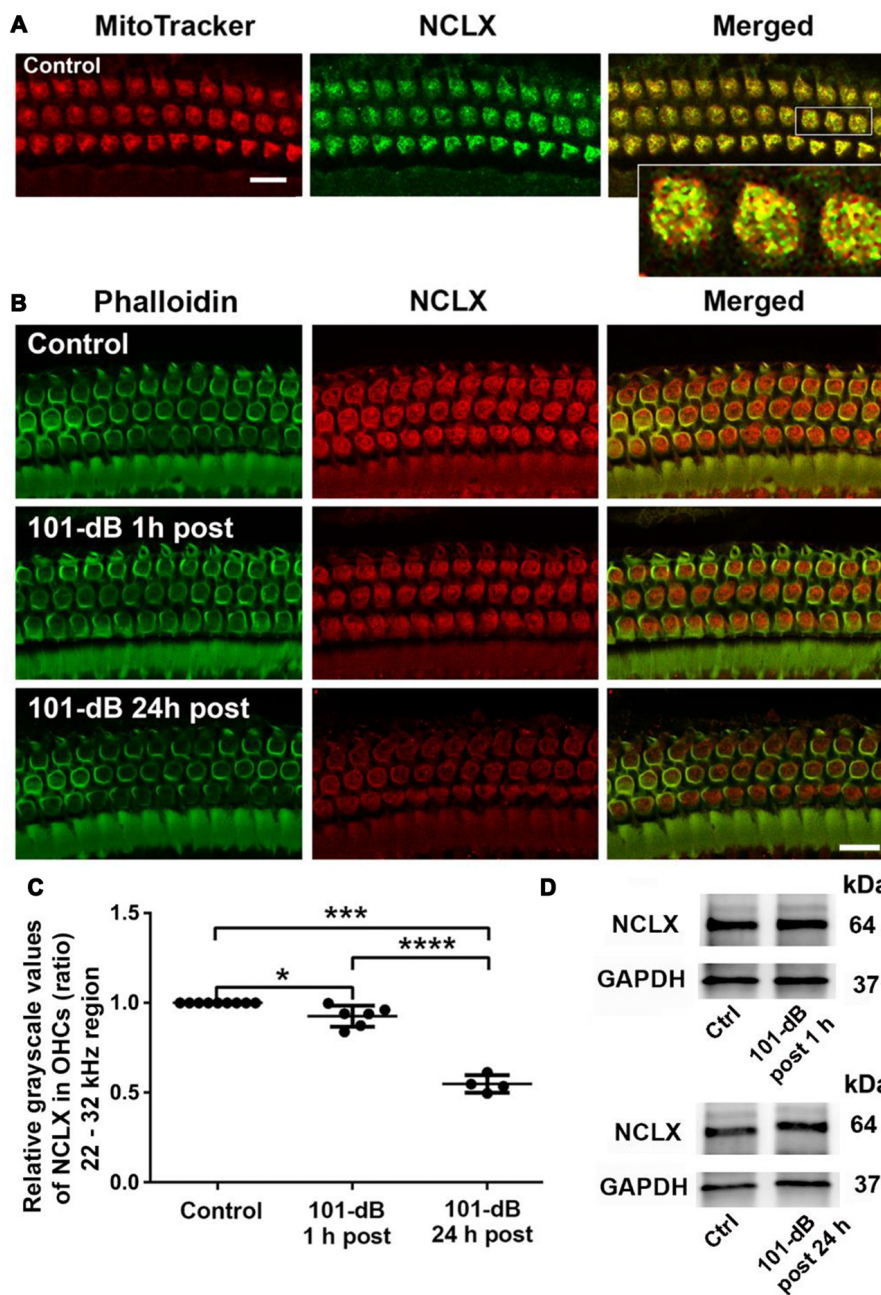 A
MitoTracker
NCLX
Merged
Control
B
Phalloidin
NCLX
Merged
Control
101-dB 1h post
101-dB 24h post
C
Relative grayscale values
of NCLX in OHCs (ratio)
22 - 32 kHz region
1.5
1.0
0.5
0.0
***
****
*
Control
101-dB
1 h post
101-dB
24 h post
D
kDa
NCLX
64
GAPDH
37
Ctrl
101-dB
post 1 h
kDa
NCLX
64
GAPDH
37
Ctrl
101-dB
post 24 h